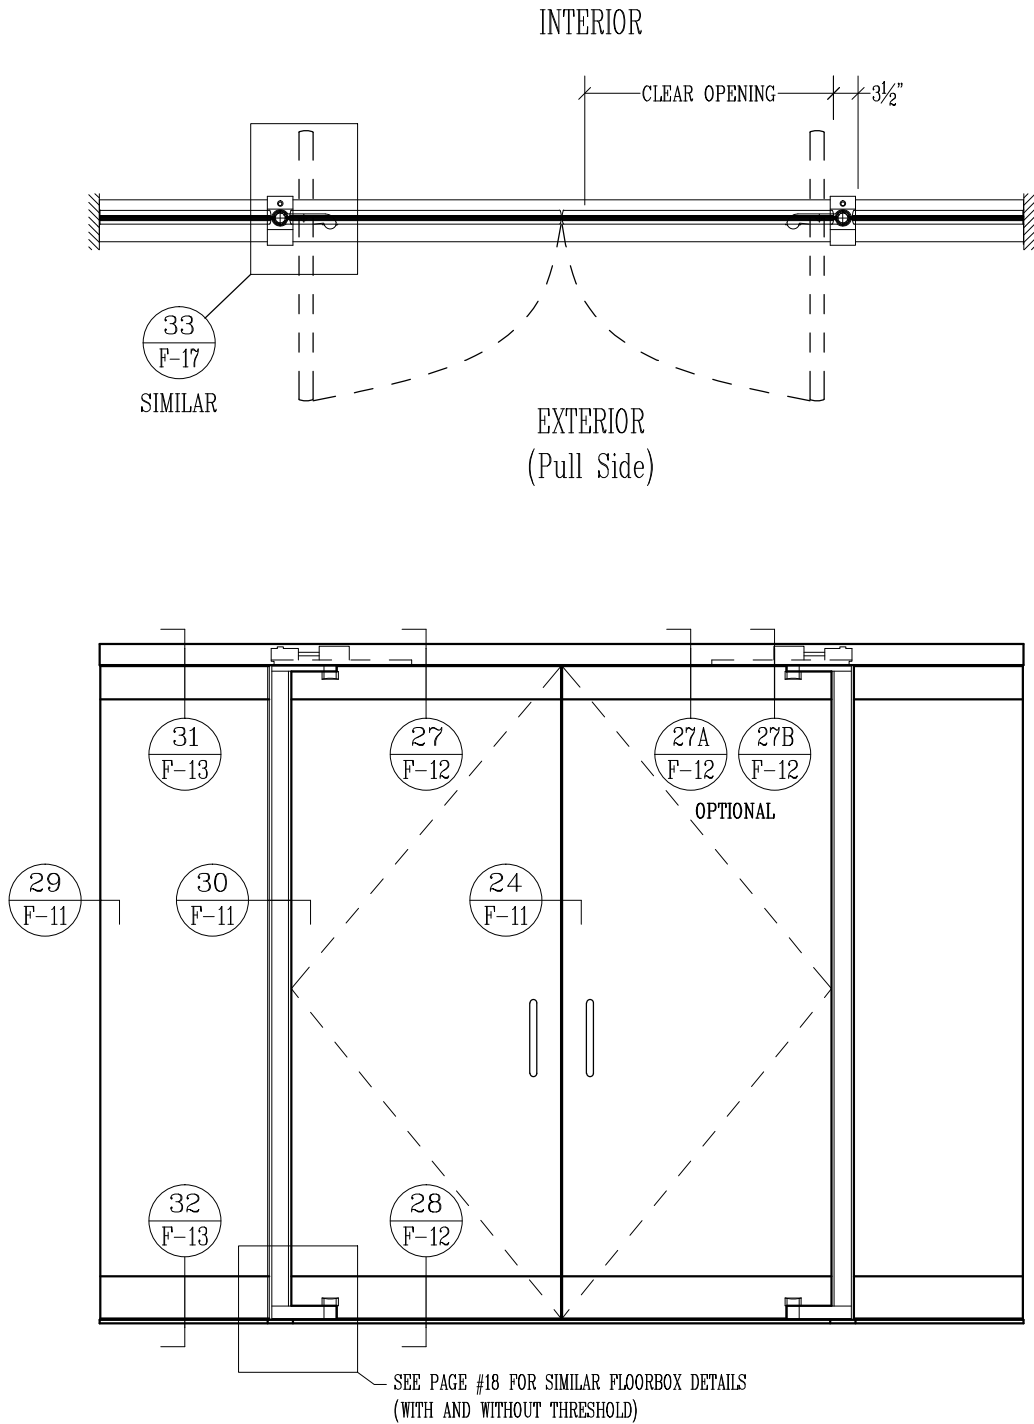 INTERIOR
CLEAR OPENING
3½"
33
F-17
SIMILAR
EXTERIOR
(Pull Side)
31
F-13
27
F-12
27A
F-12
27B
F-12
OPTIONAL
29
F-11
30
F-11
24
F-11
32
F-13
28
F-12
SEE PAGE #18 FOR SIMILAR FLOORBOX DETAILS
(WITH AND WITHOUT THRESHOLD)